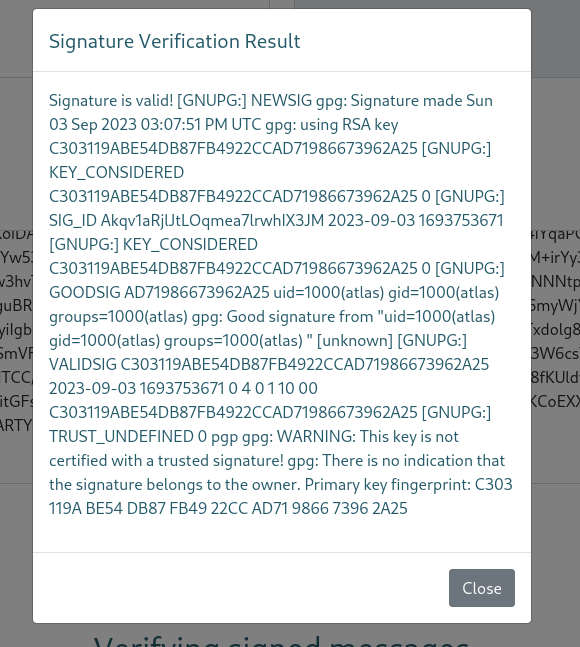 Signature Verification Result
Signature is valid! [GNUPG:] NEWSIG gpg: Signature made Sun
03 Sep 2023 03:07:51 PM UTC gpg: using RSA key
C303119ABE54DB87FB4922CCAD71986673962A25 [GNUPG:]
KEY_CONSIDERED
C303119ABE54DB87FB4922CCAD71986673962A25 0 [GNUPG:]
SIG_ID Akqv1aRjlJtLOqmea7lrwhIX3JM 2023-09-03 1693753671
[GNUPG:] KEY_CONSIDERED
C303119ABE54DB87FB4922CCAD71986673962A25 0 [GNUPG:]
GOODSIG AD71986673962A25 uid=1000(atlas) gid=1000(atlas)
groups=1000(atlas) gpg: Good signature from "uid=1000(atlas)
gid=1000(atlas) groups=1000(atlas) " [unknown] [GNUPG:]
VALIDSIG C303119ABE54DB87FB4922CCAD71986673962A25
2023-09-03 1693753671 0 4 0 1 10 00
C303119ABE54DB87FB4922CCAD71986673962A25 [GNUPG:]
TRUST_UNDEFINED 0 pgp gpg: WARNING: This key is not
certified with a trusted signature! gpg: There is no indication that
the signature belongs to the owner. Primary key fingerprint: C303
119A BE54 DB87 FB49 22CC AD71 9866 7396 2A25
Close
Verifying signed messages